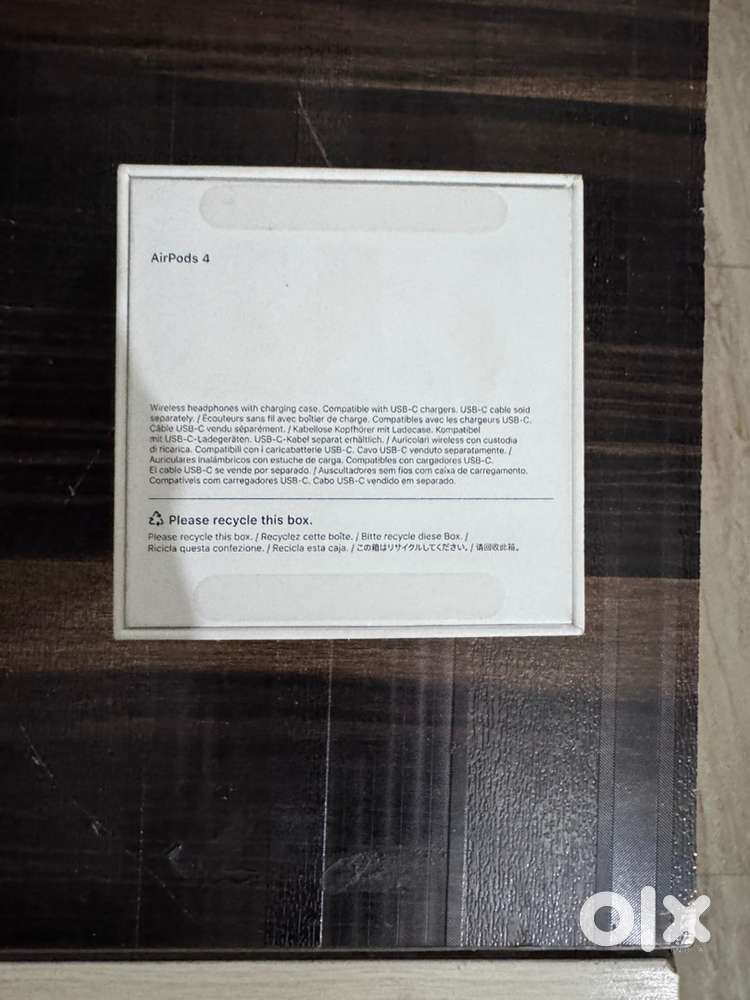 AirPods 4
Wireless headphones with charging case. Compatible with USB-C chargers. USB-C cable sold
separately. / Écouteurs sans fil avec boîtier de charge. Compatibles avec les chargeurs USB-C.
Câble USB-C vendu séparément. / Kabellose Kopfhörer mit Ladecase. Kompatibel
mit USB-C-Ladegeräten. USB-C-Kabel separat erhältlich. / Auricolari wireless con custodia
di ricarica. Compatibili con i caricabatterie USB-C. Cavo USB-C venduto separatamente. /
Auriculares inalámbricos con estuche de carga. Compatibles con cargadores USB-C.
El cable USB-C se vende por separado. / Auscultadores sem fios com caixa de carregamento.
Compatíveis com carregadores USB-C. Cabo USB-C vendido em separado.
Please recycle this box.
Please recycle this box. / Recyclez cette boîte. / Bitte recycle diese Box. /
Ricicla questa confezione. / Recicla esta caja. / この箱はリサイクルしてください。/ 请回收此箱。
olx